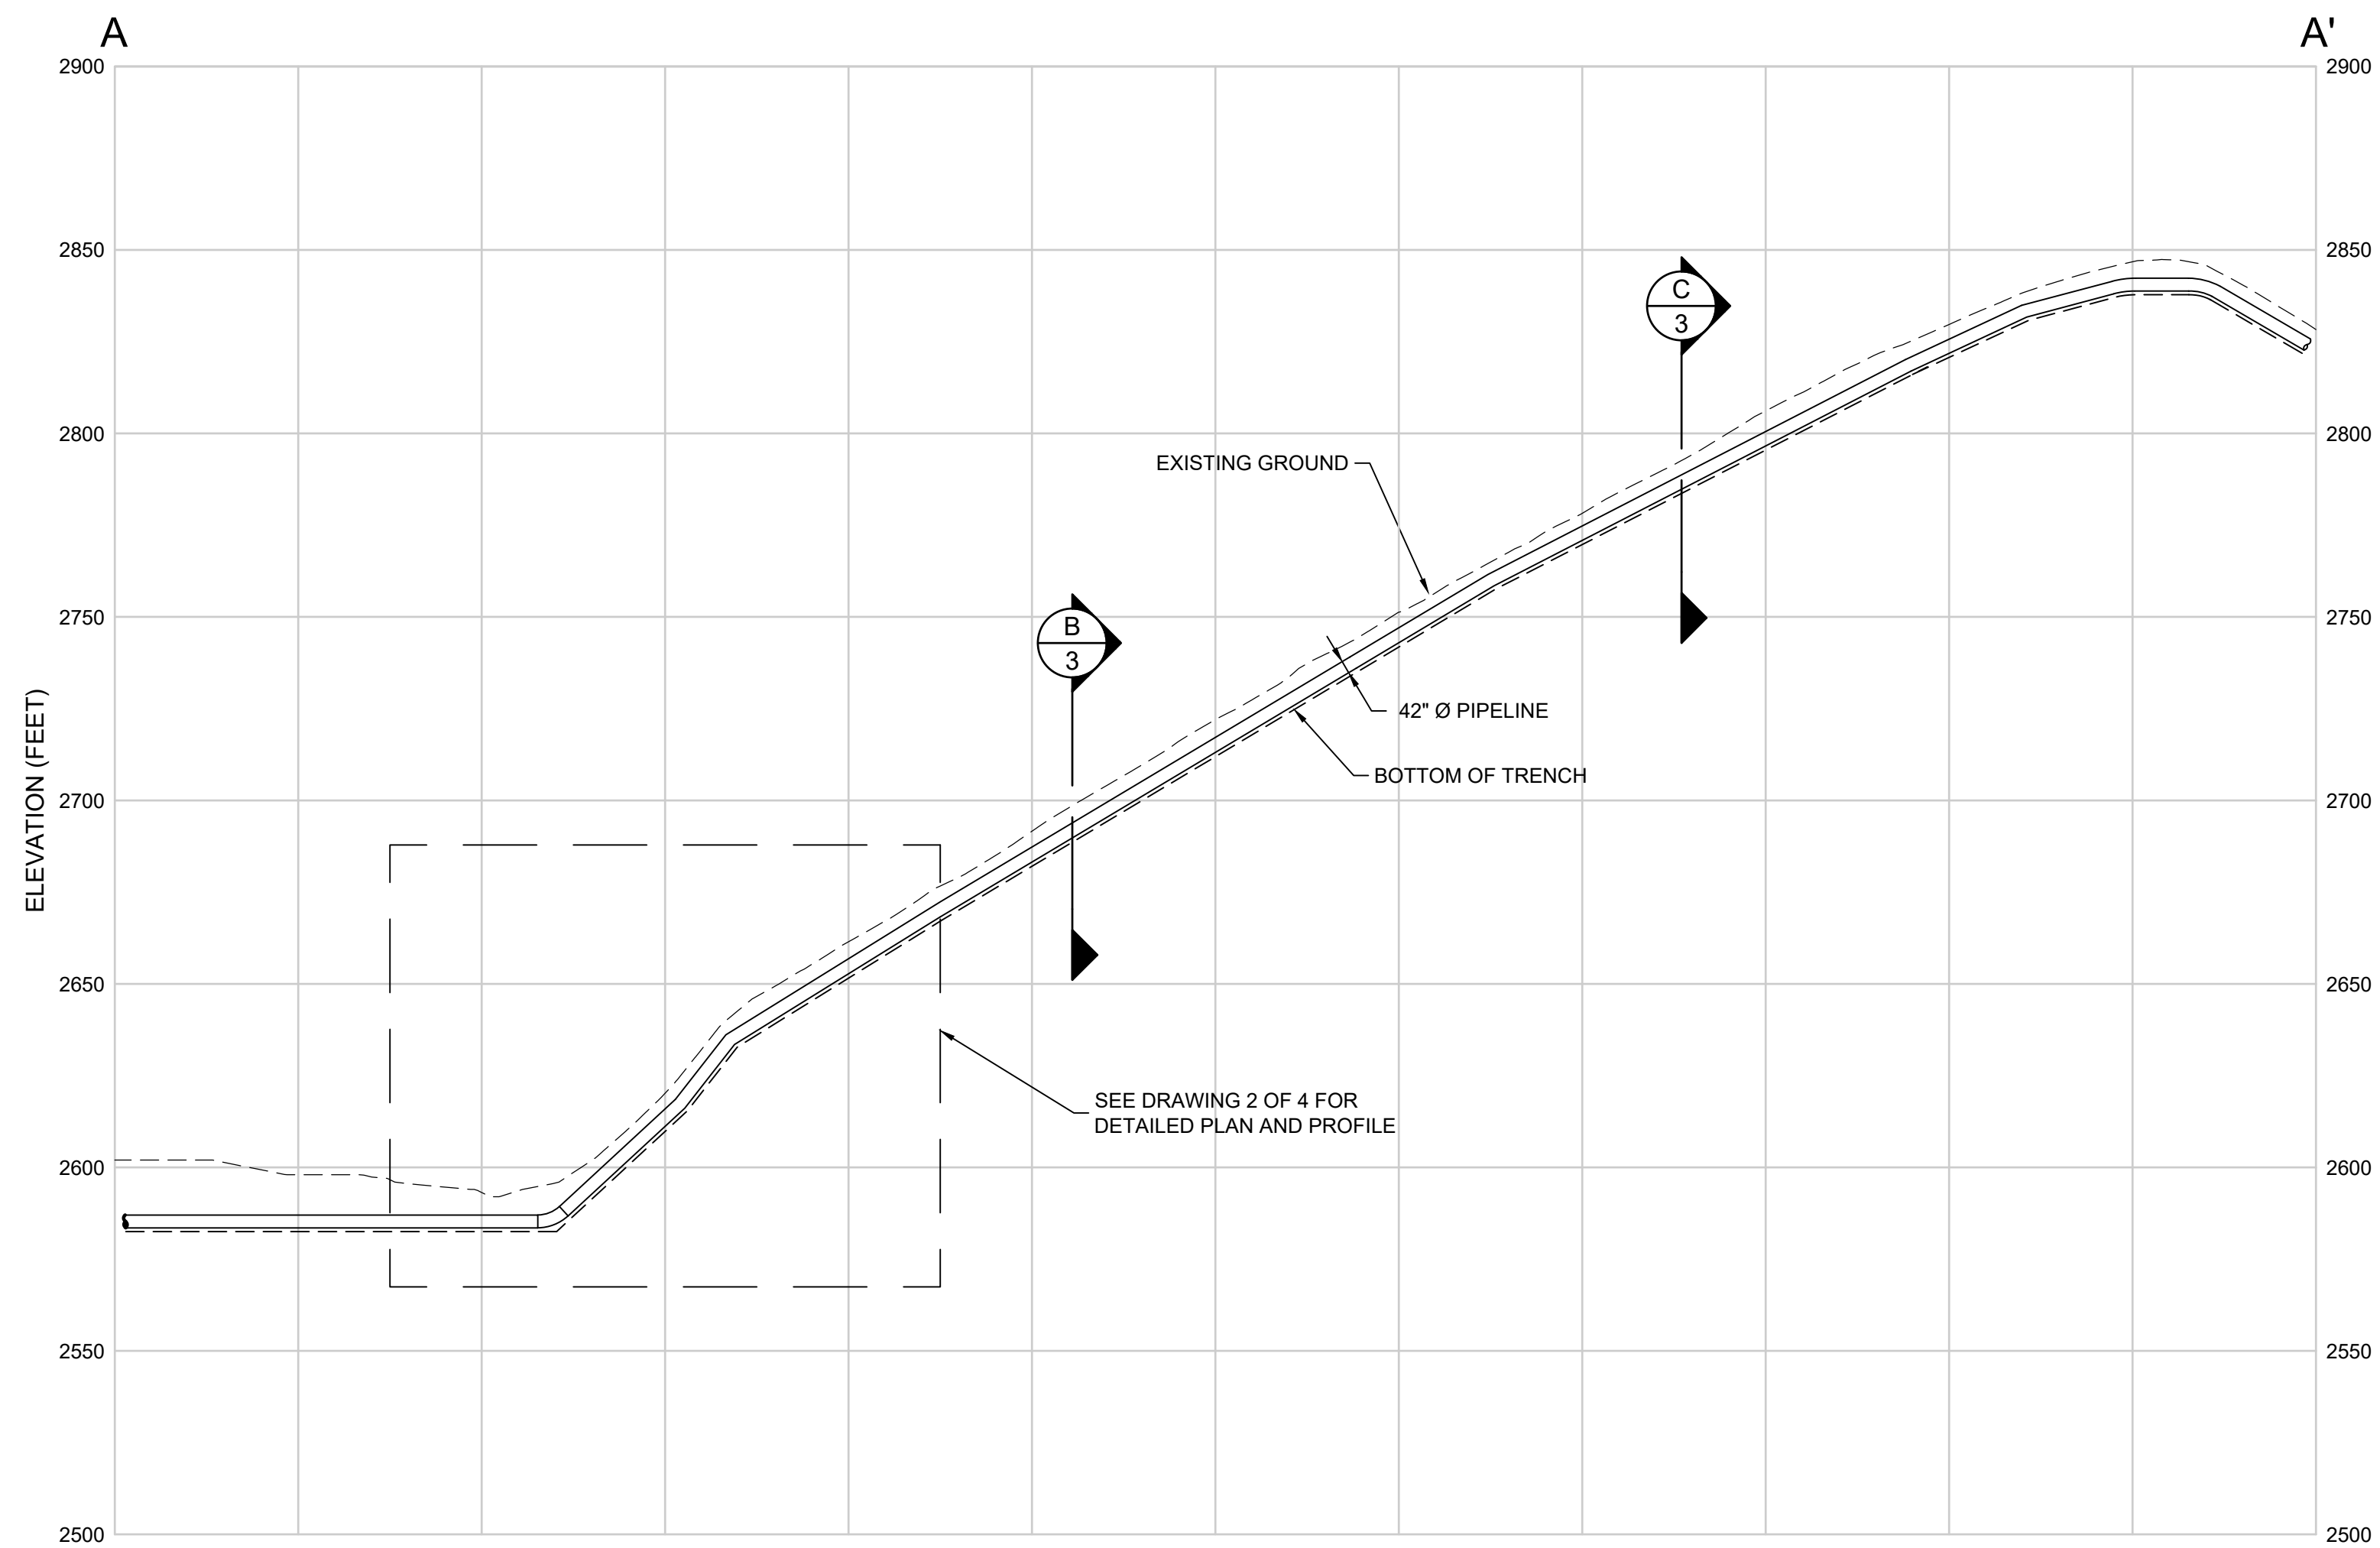 A A'
2900 2900
2850 2850
C
3
2800 2800
EXISTING GROUND
2750 2750
B
3
42" Ø PIPELINE
BOTTOM OF TRENCH
ELEVATION (FEET)
2700 2700
2650 2650
SEE DRAWING 2 OF 4 FOR
DETAILED PLAN AND PROFILE
2600 2600
2550 2550
2500 2500